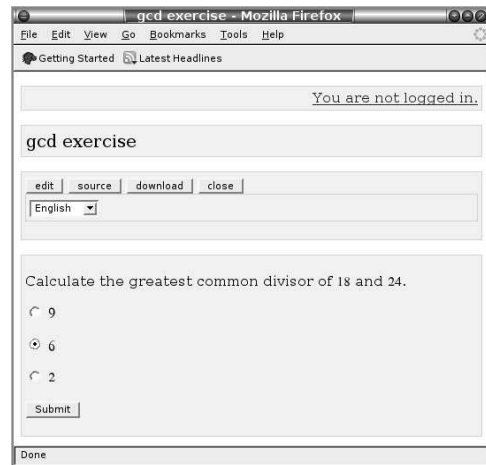 gcd exercise - Mozilla Firefox
File Edit View Go Bookmarks Tools Help
Getting Started Latest Headlines
You are not logged in.
gcd exercise
edit source download close
English
Calculate the greatest common divisor of 18 and 24.
9
6
2
Submit
Done